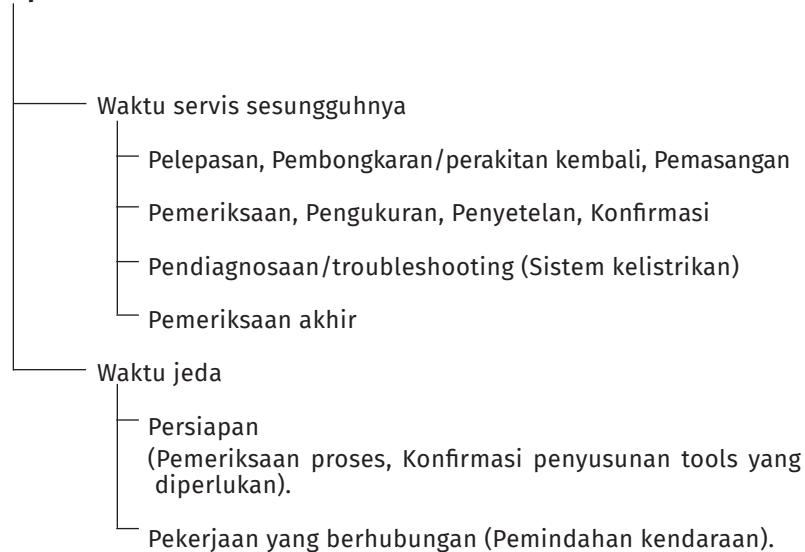 Waktu servis sesungguhnya
Pelepasan, Pembongkaran/perakitan kembali, Pemasangan
Pemeriksaan, Pengukuran, Penyetelan, Konfirmasi
Pendiagnosaan/troubleshooting (Sistem kelistrikan)
Pemeriksaan akhir
Waktu jeda
Persiapan
(Pemeriksaan proses, Konfirmasi penyusunan tools yang
diperlukan).
Pekerjaan yang berhubungan (Pemindahan kendaraan).